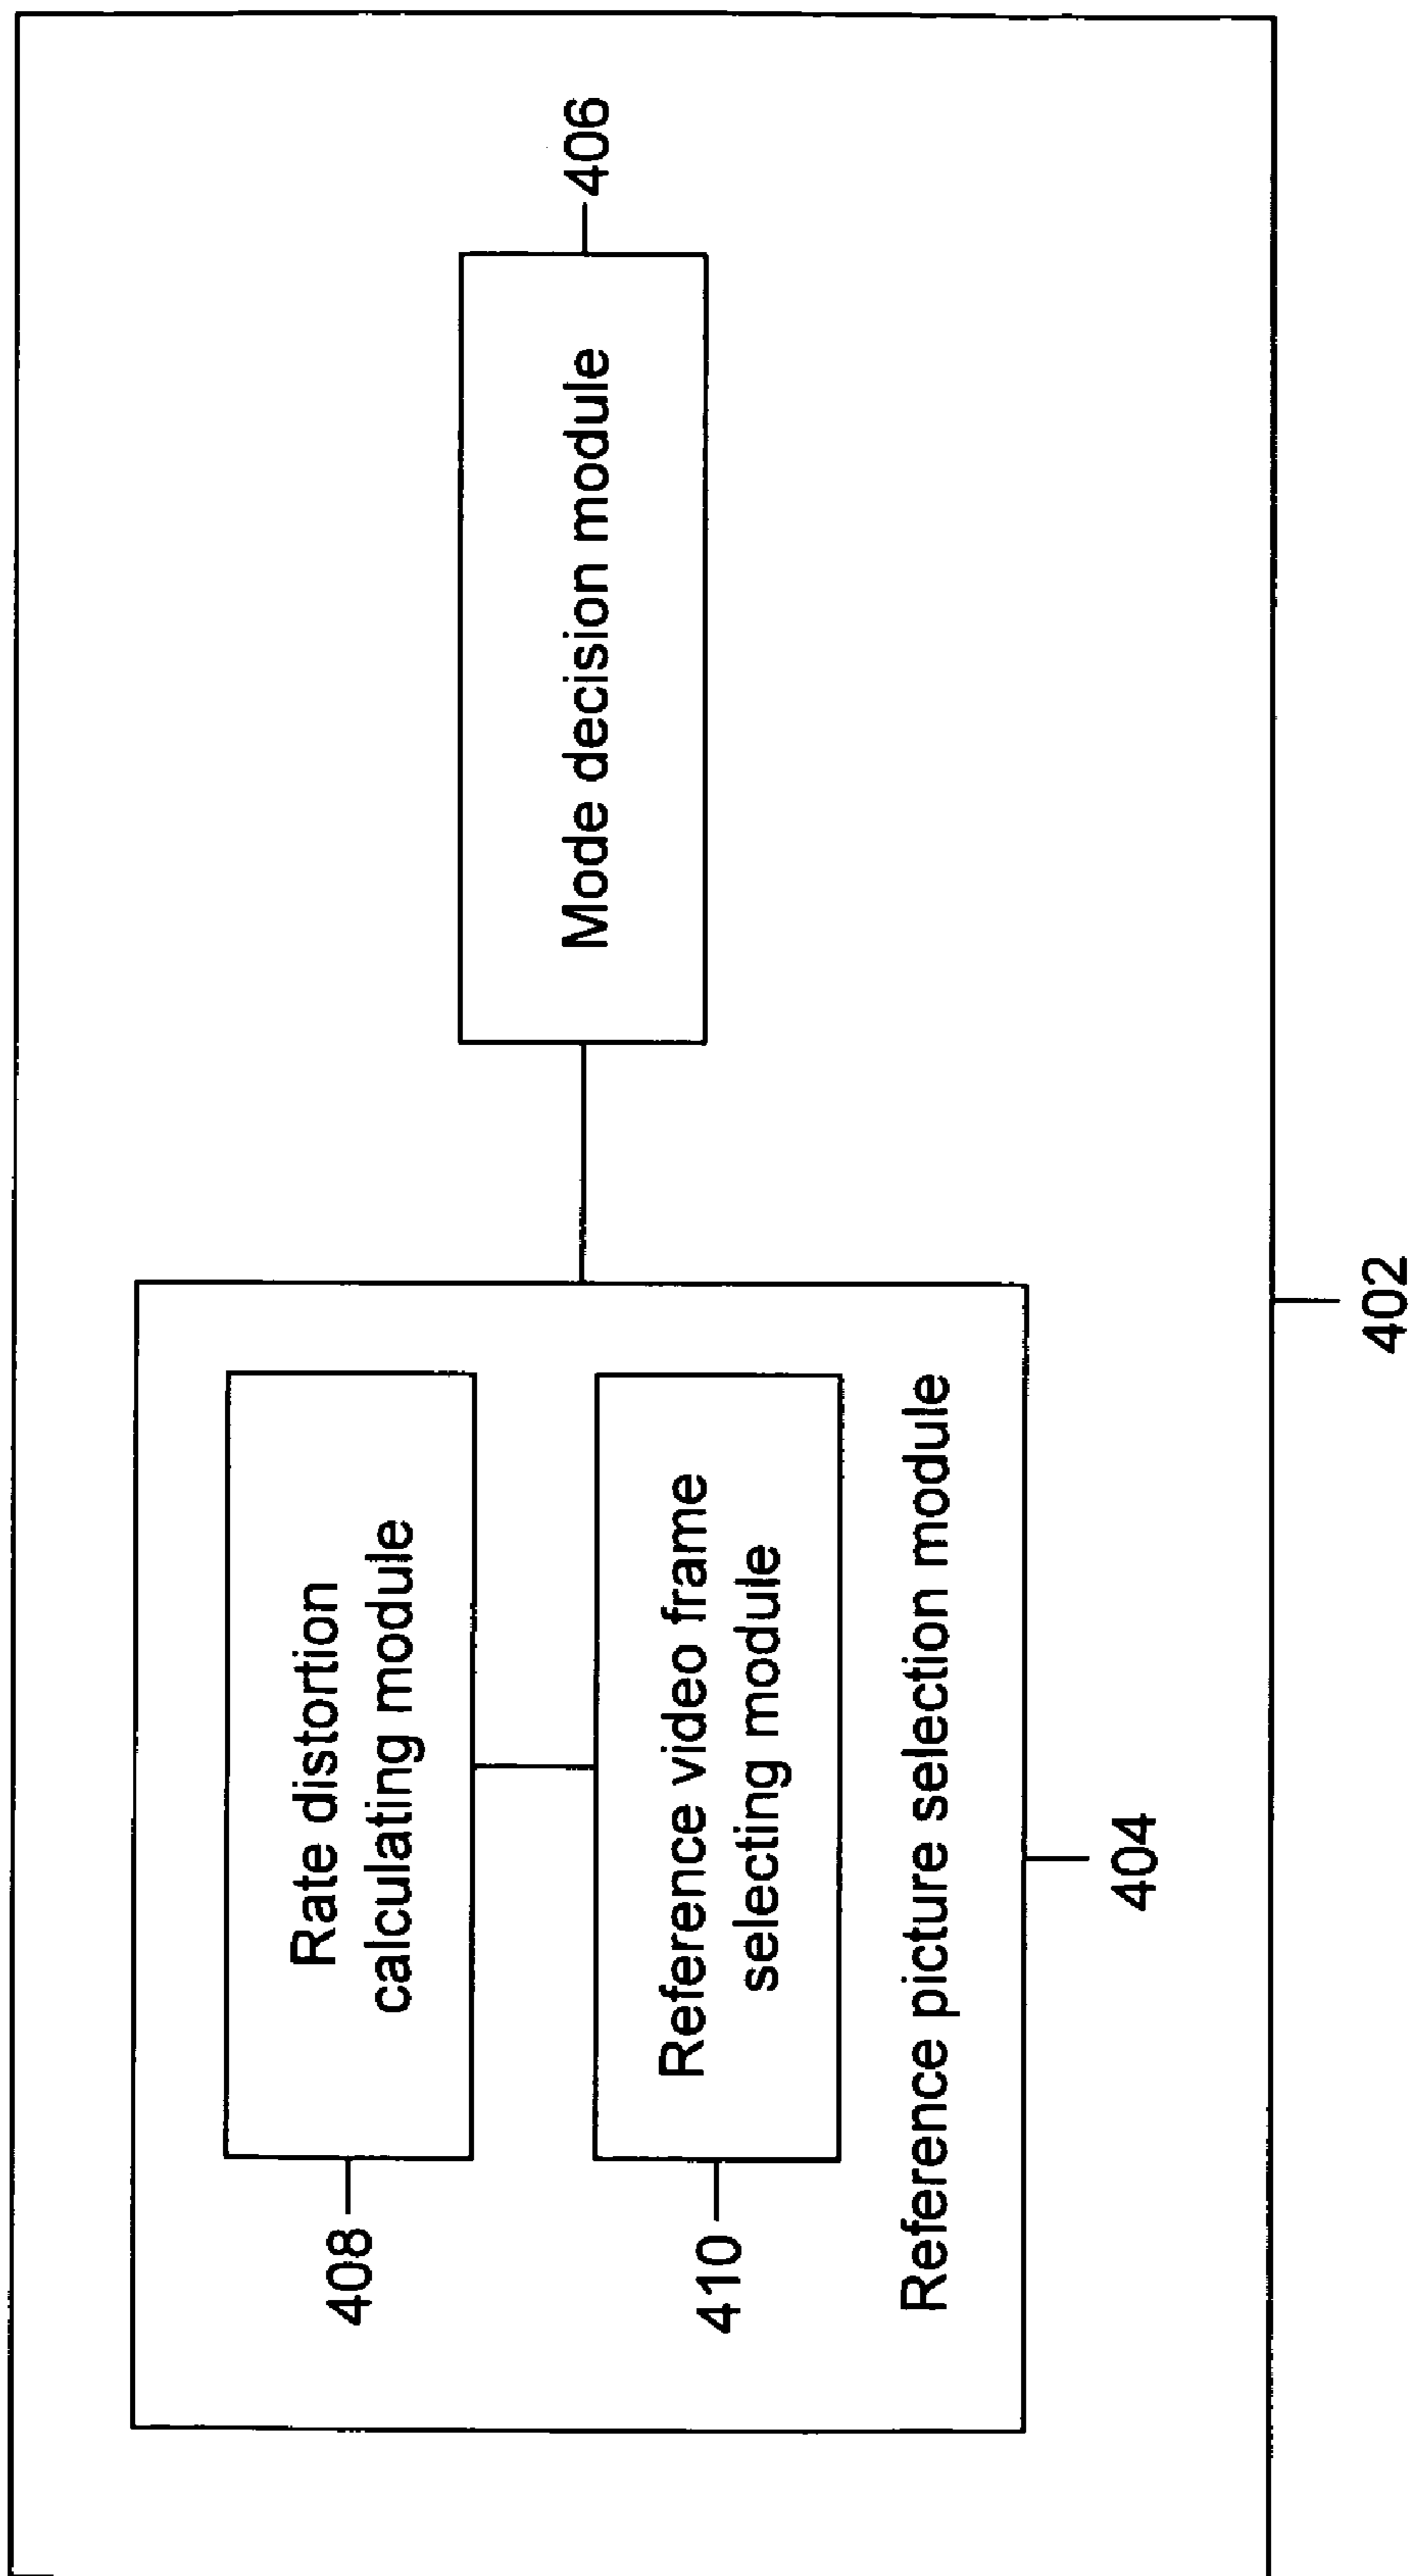 408
Rate distortion
calculating module
410
Reference video frame
selecting module
Reference picture selection module
404
Mode decision module
406
402